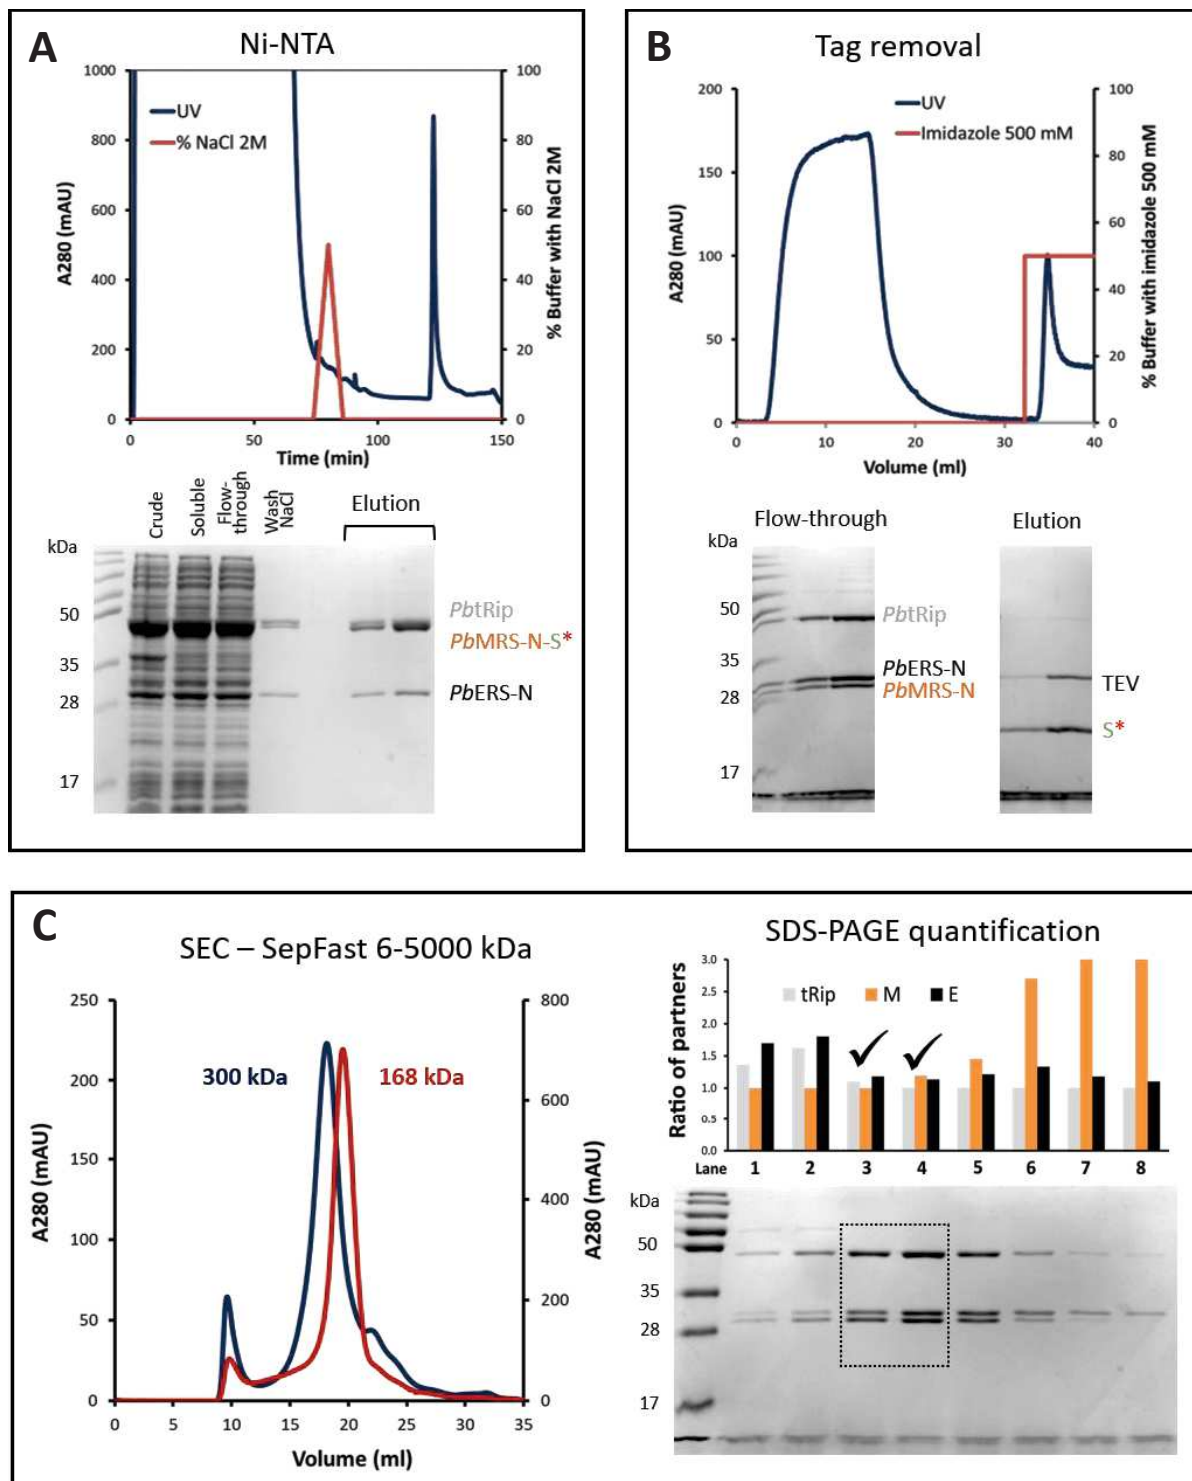 A
Ni-NTA
1000
800
600
400
200
0
100
80
60
40
20
0
UV
% NaCl 2M
A280 (mAU)
% Buffer with NaCl 2M
0
50
100
150
Time (min)
Crude
Soluble
Flow-
through
Wash
NaCl
Elution
kDa
50
35
28
17
PbtRip
PbMRS-N-S*
PbERS-N
B
Tag removal
200
150
100
50
0
100
80
60
40
20
0
UV
Imidazole 500 mM
A280 (mAU)
% Buffer with imidazole 500 mM
0
10
20
30
40
Volume (ml)
Flow-through
Elution
kDa
50
35
28
17
PbtRip
PbERS-N
PbMRS-N
TEV
S*
C
SEC – SepFast 6-5000 kDa
250
200
150
100
50
0
800
600
400
200
0
300 kDa
168 kDa
A280 (mAU)
A280 (mAU)
0
5
10
15
20
25
30
35
Volume (ml)
SDS-PAGE quantification
3.0
2.5
2.0
1.5
1.0
0.5
0.0
tRip
M
E
Ratio of partners
Lane
1
2
3
4
5
6
7
8
kDa
50
35
28
17